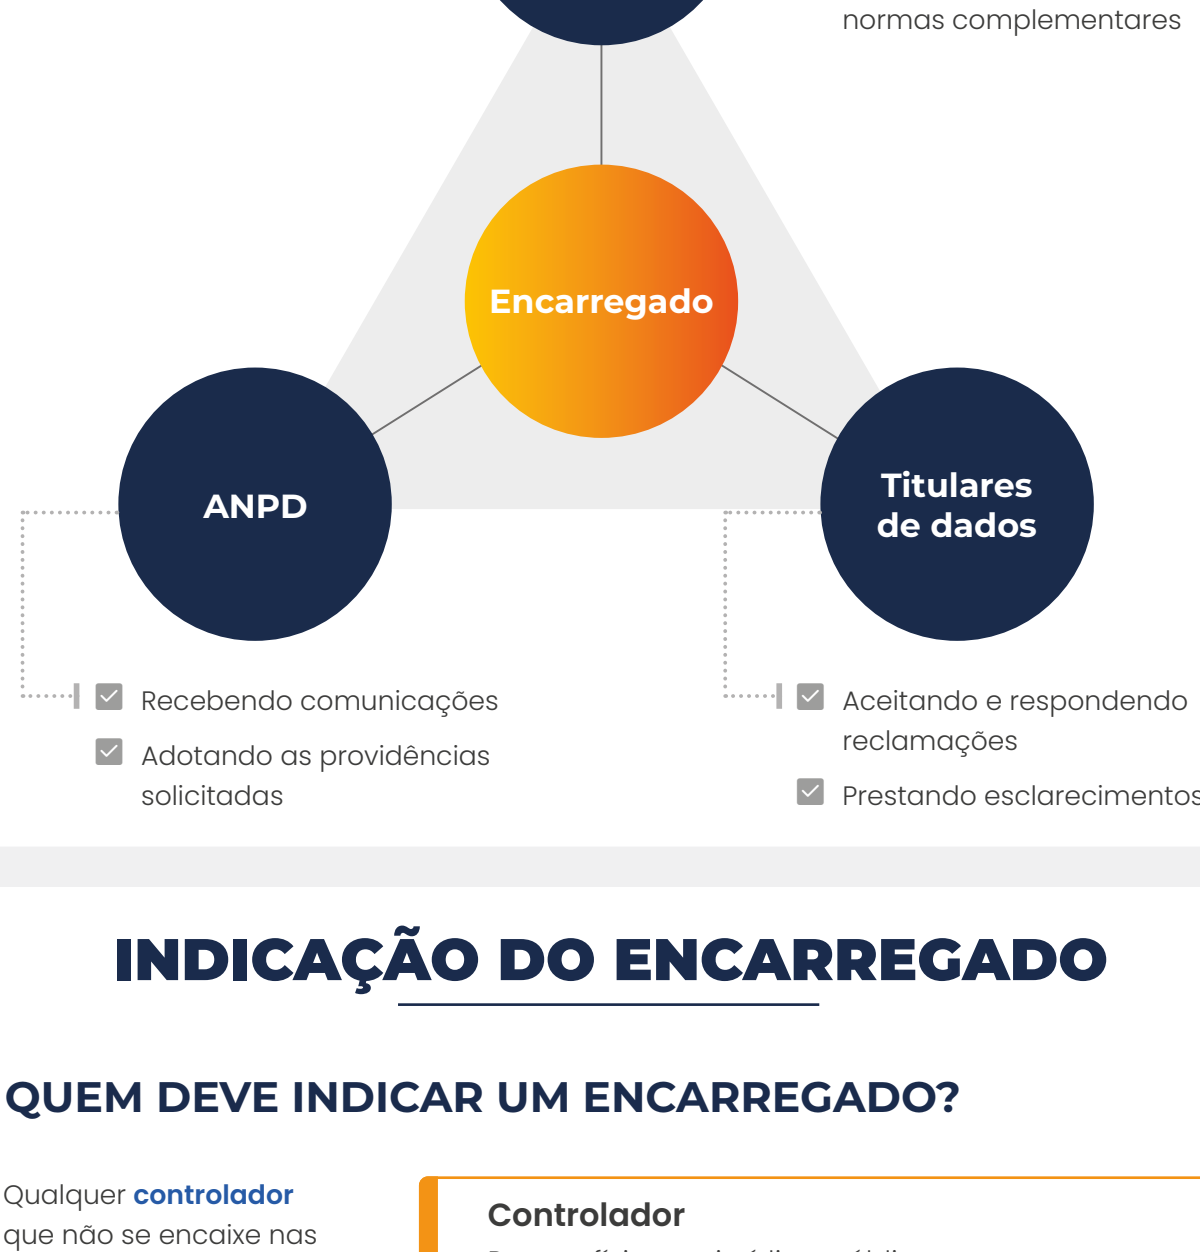 normas complementares
Encarregado
ANPD
Titulares
de dados
Recebendo comunicações
Adotando as providências
solicitadas
Aceitando e respondendo
reclamações
Prestando esclarecimentos
INDICAÇÃO DO ENCARREGADO
QUEM DEVE INDICAR UM ENCARREGADO?
Qualquer controlador
que não se encaixe nas
Controlador